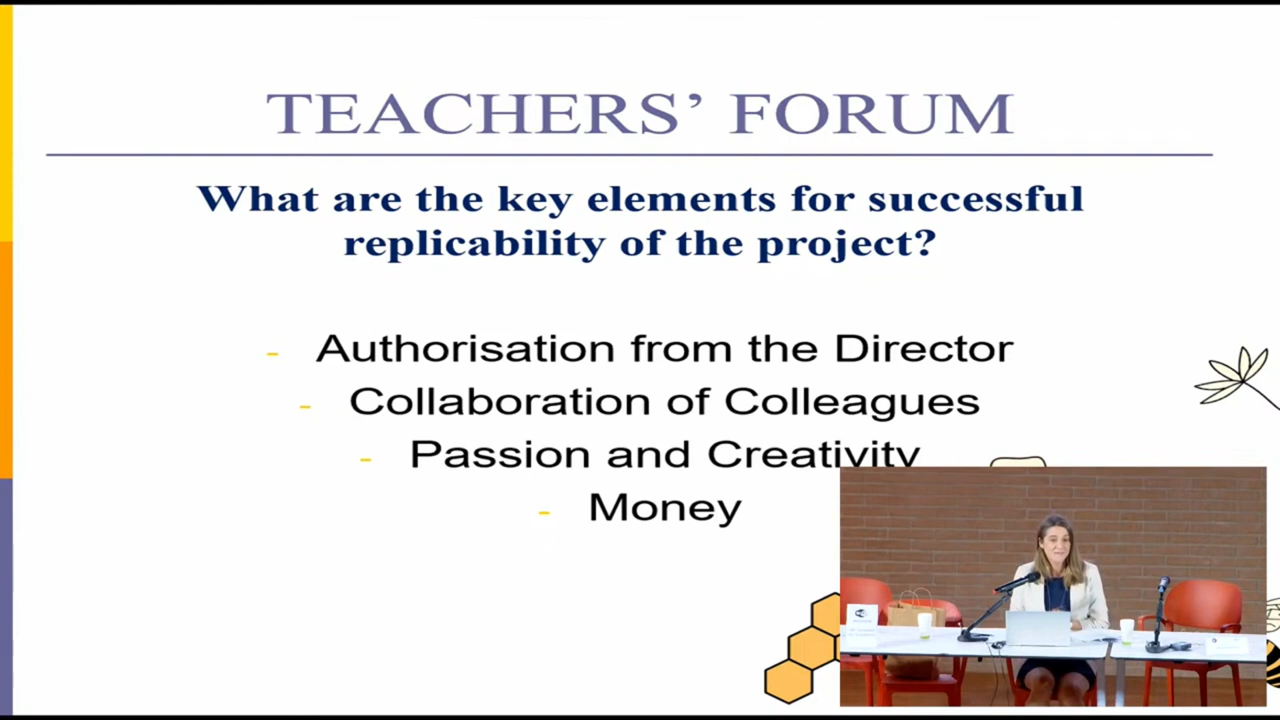 TEACHERS’ FORUM
What are the key elements for successful
replicability of the project?
- Authorisation from the Director
- Collaboration of Colleagues
- Passion and Creativity
- Money